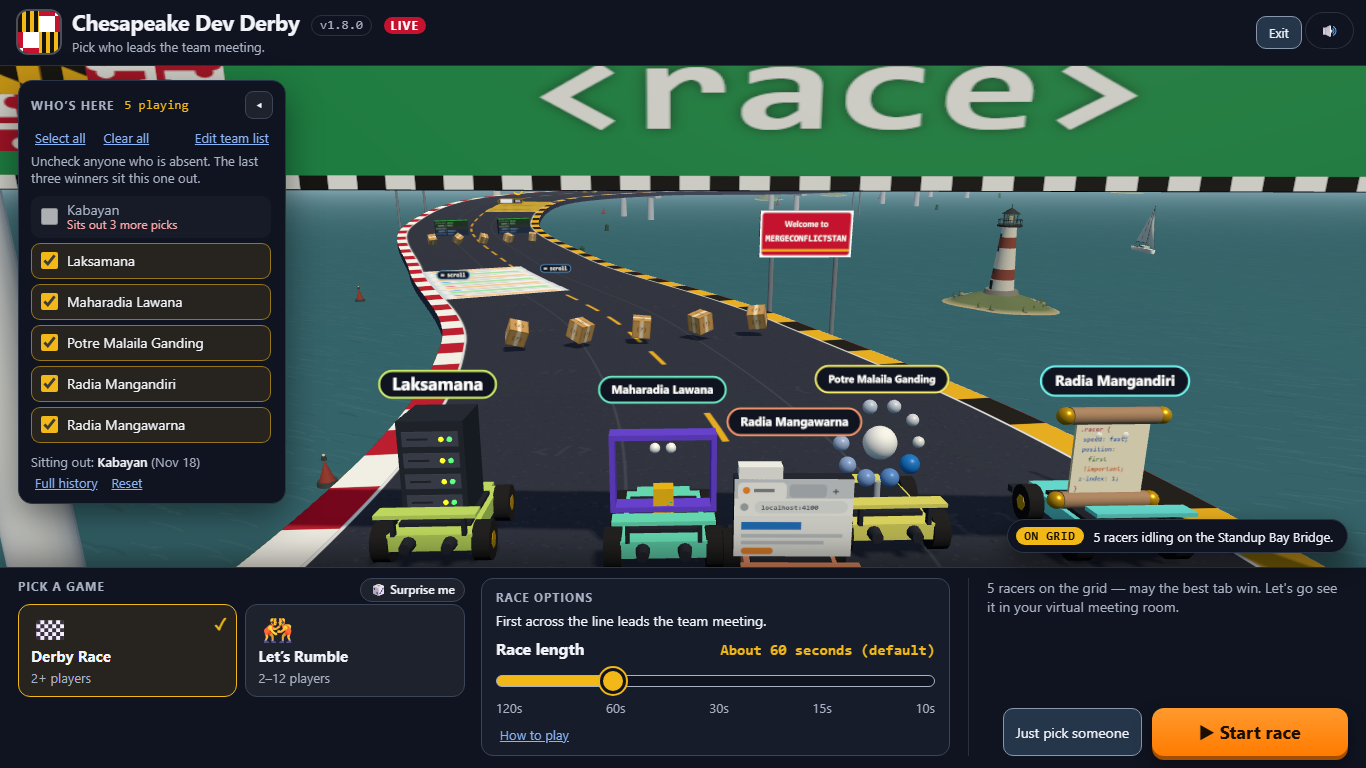 Chesapeake Dev Derby
v1.8.0
LIVE
Pick who leads the team meeting.
Exit
WHO'S HERE
5 playing
Select all
Clear all
Edit team list
Uncheck anyone who is absent. The last
three winners sit this one out.
Kabayan
Sits out 3 more picks
Laksamana
Maharadia Lawana
Potre Malaila Ganding
Radia Mangandiri
Radia Mangawarna
Sitting out: Kabayan (Nov 18)
Full history
Reset
<race>
Welcome to
MERGECONFLICTSTAN
scroll
scroll
Laksamana
Maharadia Lawana
Potre Malaila Ganding
Radia Mangawarna
Radia Mangandiri
.racer {
speed: fast;
position:
first
!important;
z-index: 1;
}
+
localhost:4100
ON GRID
5 racers idling on the Standup Bay Bridge.
PICK A GAME
Surprise me
Derby Race
2+ players
Let's Rumble
2–12 players
RACE OPTIONS
First across the line leads the team meeting.
Race length
About 60 seconds (default)
120s
60s
30s
15s
10s
How to play
5 racers on the grid — may the best tab win. Let's go see
it in your virtual meeting room.
Just pick someone
Start race